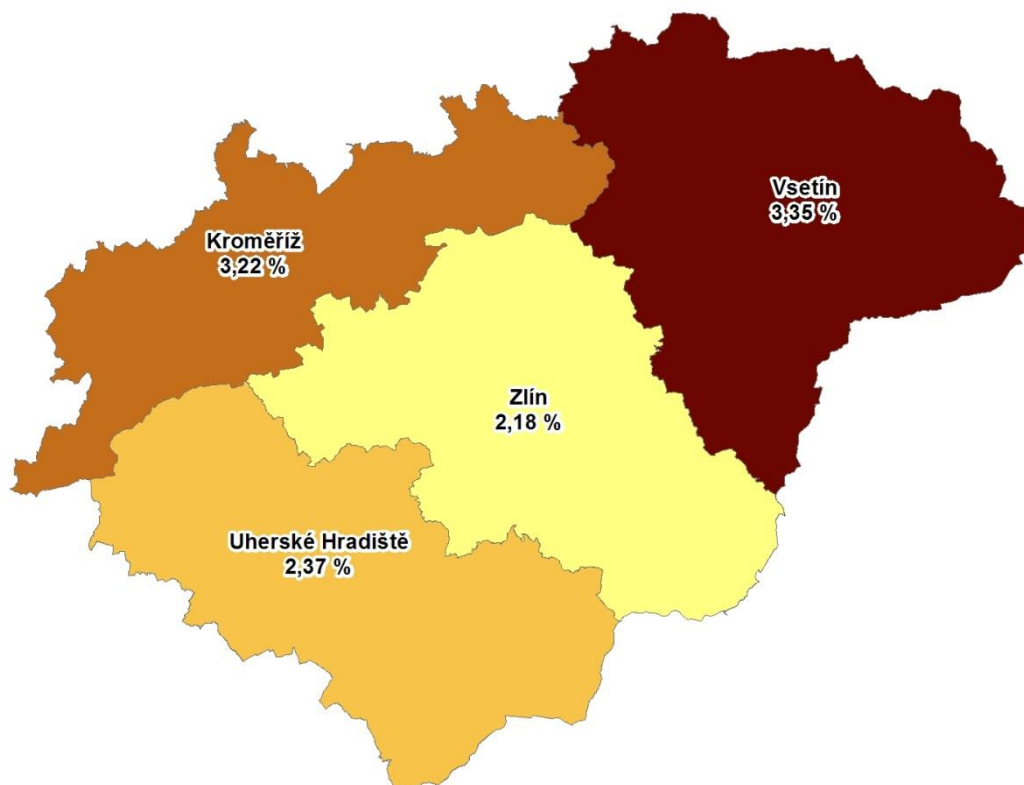 Vsetín
3,35 %
Kroměříž
3,22 %
Zlín
2,18 %
Uherské Hradiště
2,37 %